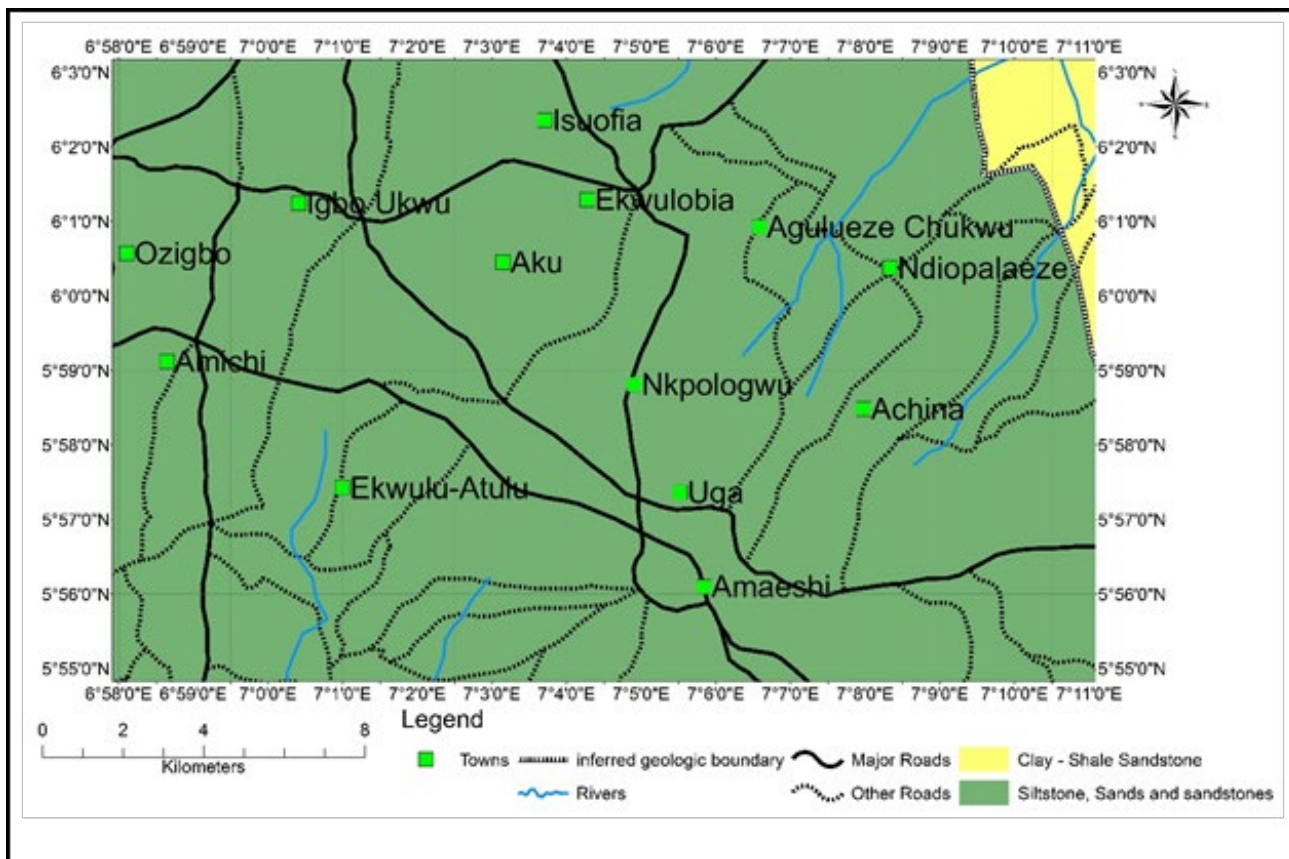 6°58'0"E 6°59'0"E 7°0'0"E 7°1'0"E 7°2'0"E 7°3'0"E 7°4'0"E 7°5'0"E 7°6'0"E 7°7'0"E 7°8'0"E 7°9'0"E 7°10'0"E 7°11'0"E
6°3'0"N 6°3'0"N
Isuofia
6°2'0"N 6°2'0"N
Igbo Ukwu Ekwulobia
6°1'0"N 6°1'0"N
Agulueze Chukwu
Ozigbo Aku Ndiopalaeze
6°0'0"N 6°0'0"N
Amichi
5°59'0"N 5°59'0"N
Nkpologwu
Achina
5°58'0"N 5°58'0"N
Ekwulu-Atulu Uga
5°57'0"N 5°57'0"N
Amaeshi
5°56'0"N 5°56'0"N
5°55'0"N 5°55'0"N
6°58'0"E 6°59'0"E 7°0'0"E 7°1'0"E 7°2'0"E 7°3'0"E 7°4'0"E 7°5'0"E 7°6'0"E 7°7'0"E 7°8'0"E 7°9'0"E 7°10'0"E 7°11'0"E
0 2 4 8
Kilometers
Legend
Towns inferred geologic boundary Major Roads Clay - Shale Sandstone
Rivers Other Roads Siltstone, Sands and sandstones